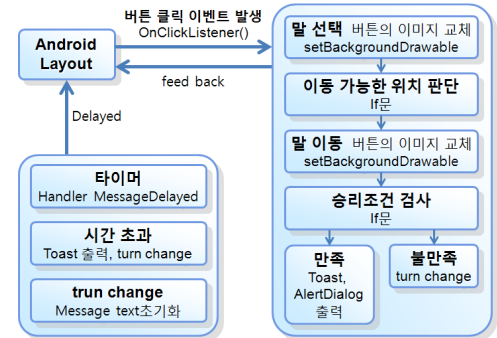 버튼 클릭 이벤트 발생
OnClickListener()
Android
Layout
feed back
Delayed
타이머
Handler MessageDelayed
시간 초과
Toast 출력, turn change
trun change
Message text초기화
말 선택 버튼의 이미지 교체
setBackgroundDrawable
이동 가능한 위치 판단
If문
말 이동 버튼의 이미지 교체
setBackgroundDrawable
승리조건 검사
If문
만족
Toast,
AlertDialog
출력
불만족
turn change